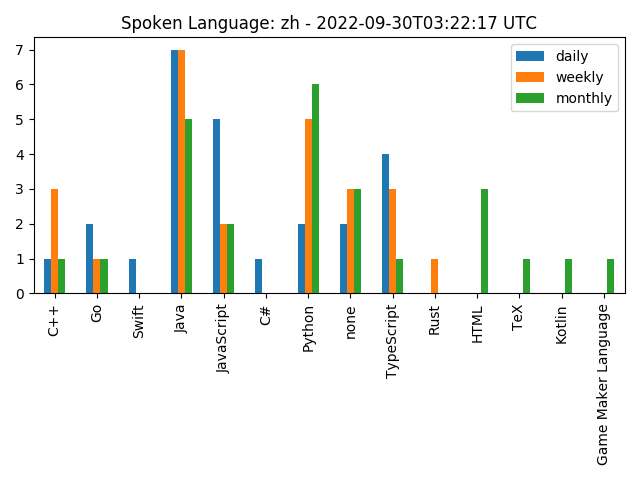 Spoken Language: zh - 2022-09-30T03:22:17 UTC
daily
weekly
monthly
7
6
5
4
3
2
1
0
C++
Go
Swift
Java
JavaScript
C#
Python
none
TypeScript
Rust
HTML
TeX
Kotlin
Game Maker Language